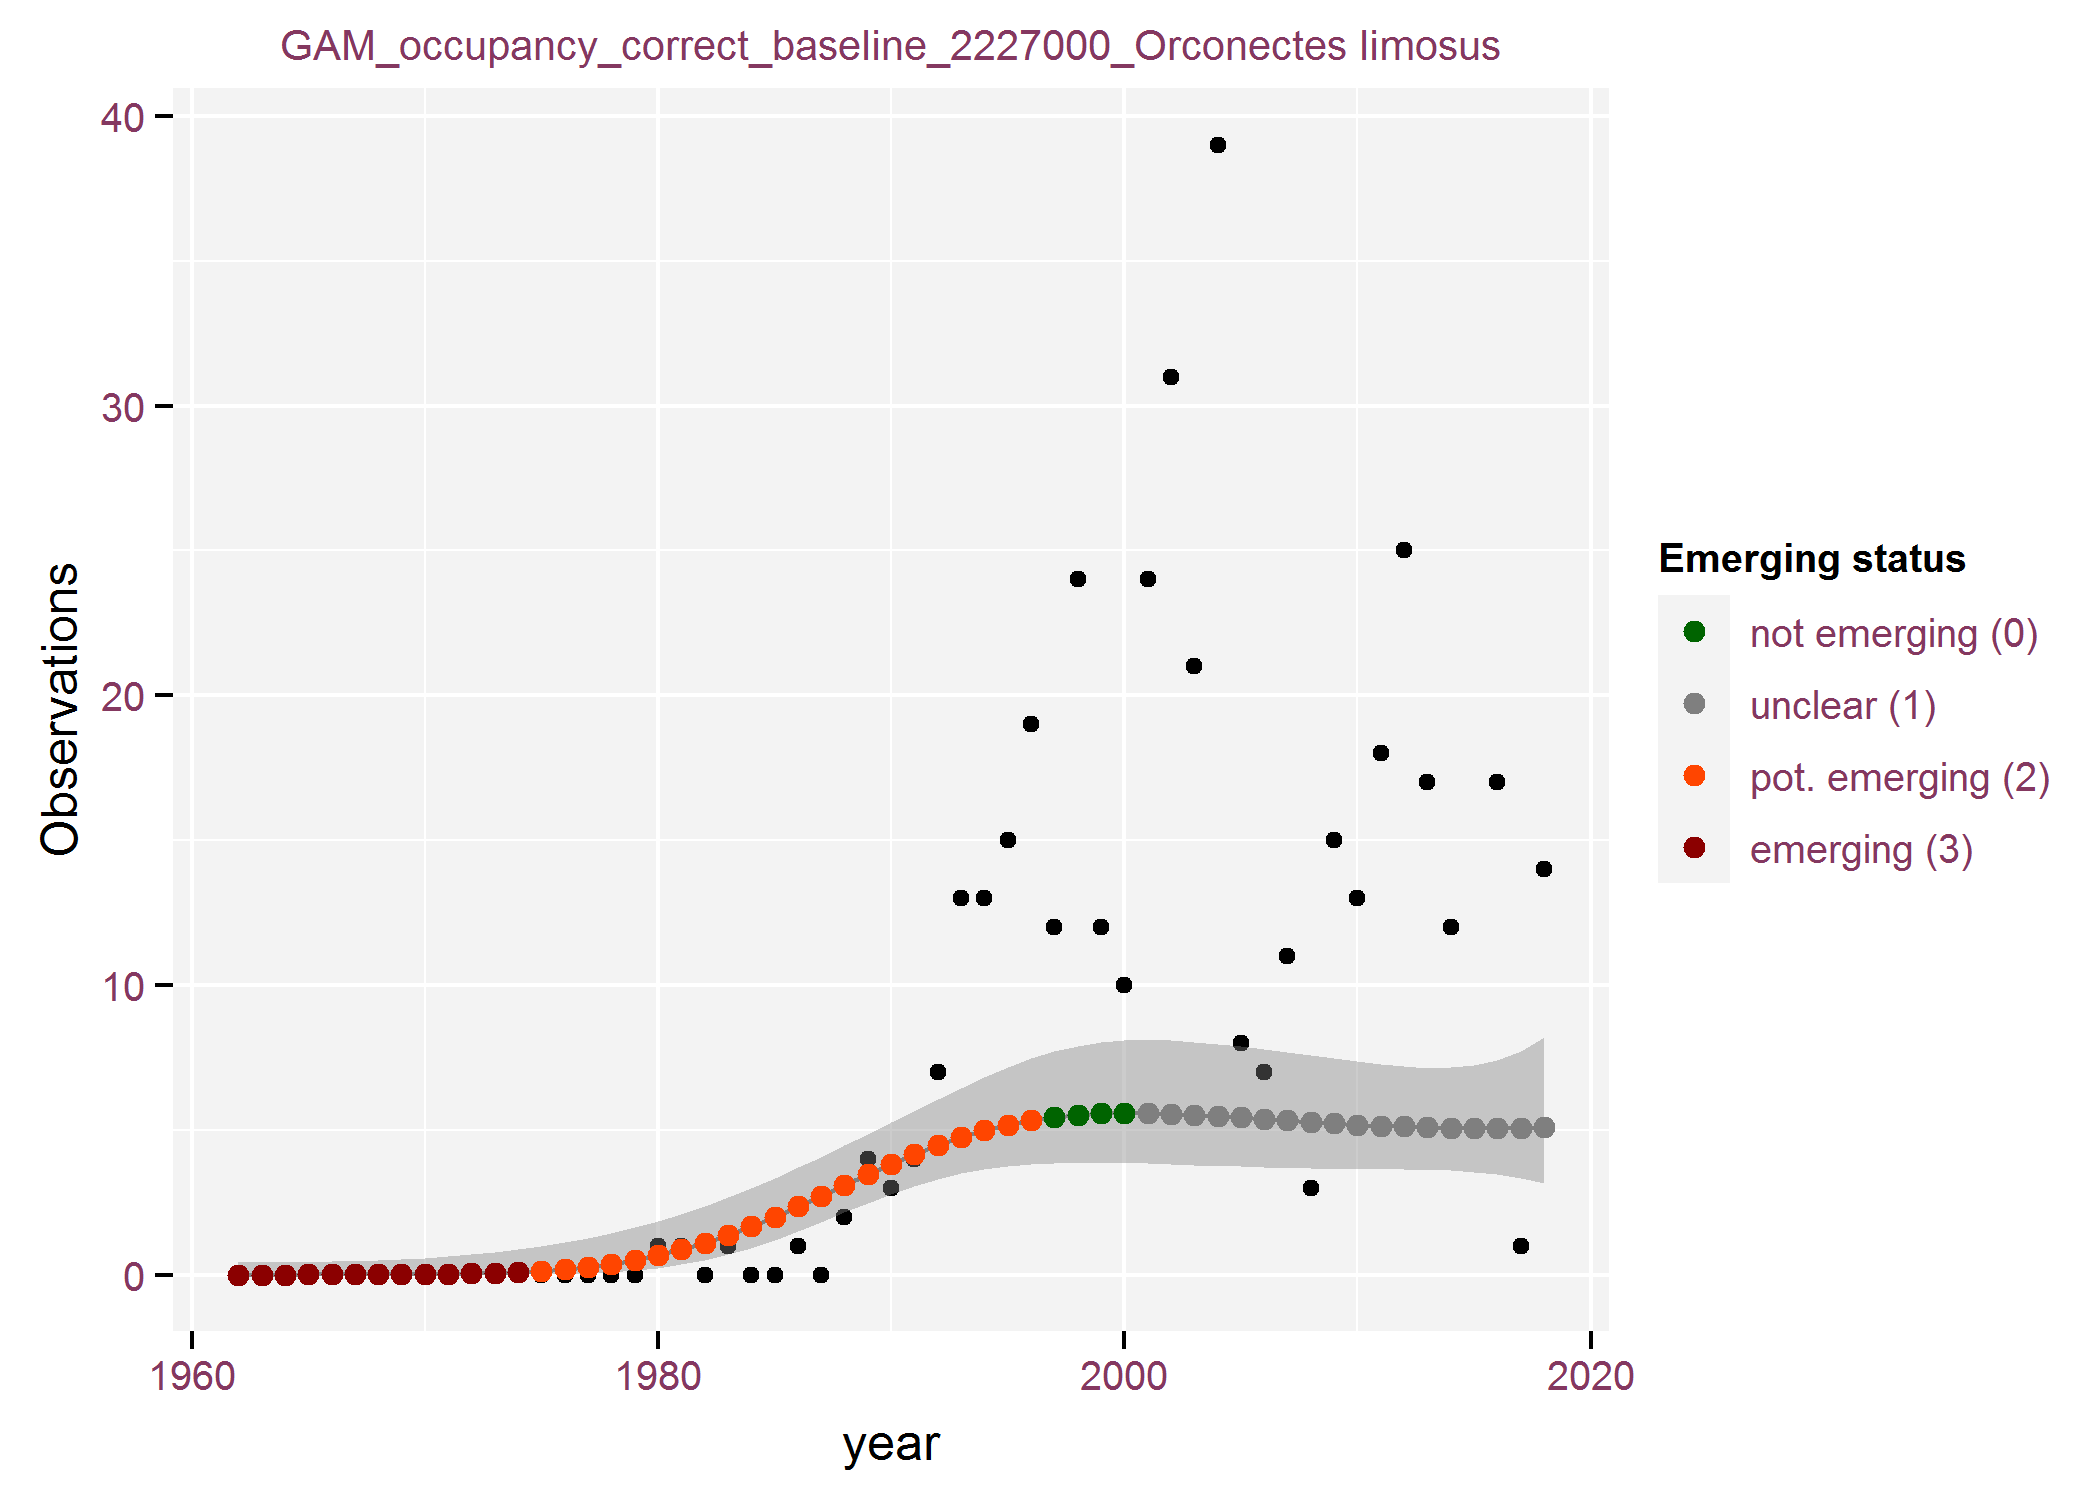 GAM_occupancy_correct_baseline_2227000_Orconectes limosus
40
30
20
10
0
Observations
1960
1980
2000
2020
year
Emerging status
not emerging (0)
unclear (1)
pot. emerging (2)
emerging (3)